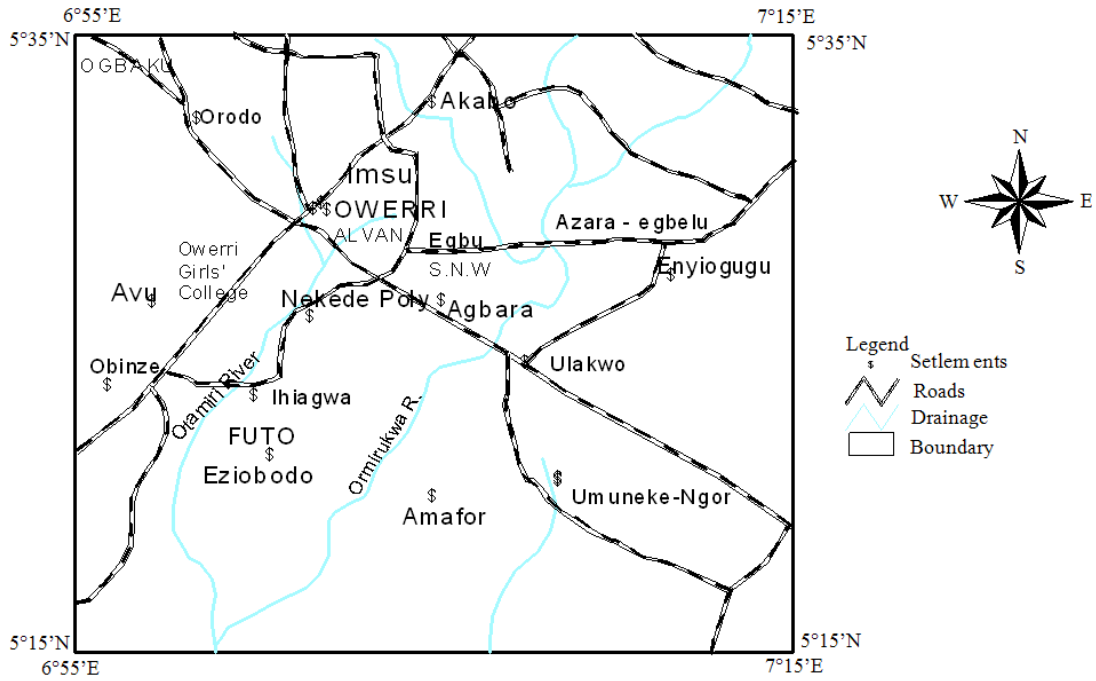 6°55’E
7°15’E
5°35’N
5°35’N
OGBAKU
Orodo
Akabo
Imsu
OWERRI
ALVAN
Azara - egbelu
Egbu
S.N.W
Owerri
Girls'
College
Enyiogugu
Avu
Nekede Poly
Agbara
Obinze
Ulakwo
Ihiagwa
Otamiri River
Ormirukwa R.
FUTO
Eziobodo
Amafor
Umuneke-Ngor
5°15’N
5°15’N
6°55’E
7°15’E
N
W
E
S
Legend
Setlements
Roads
Drainage
Boundary